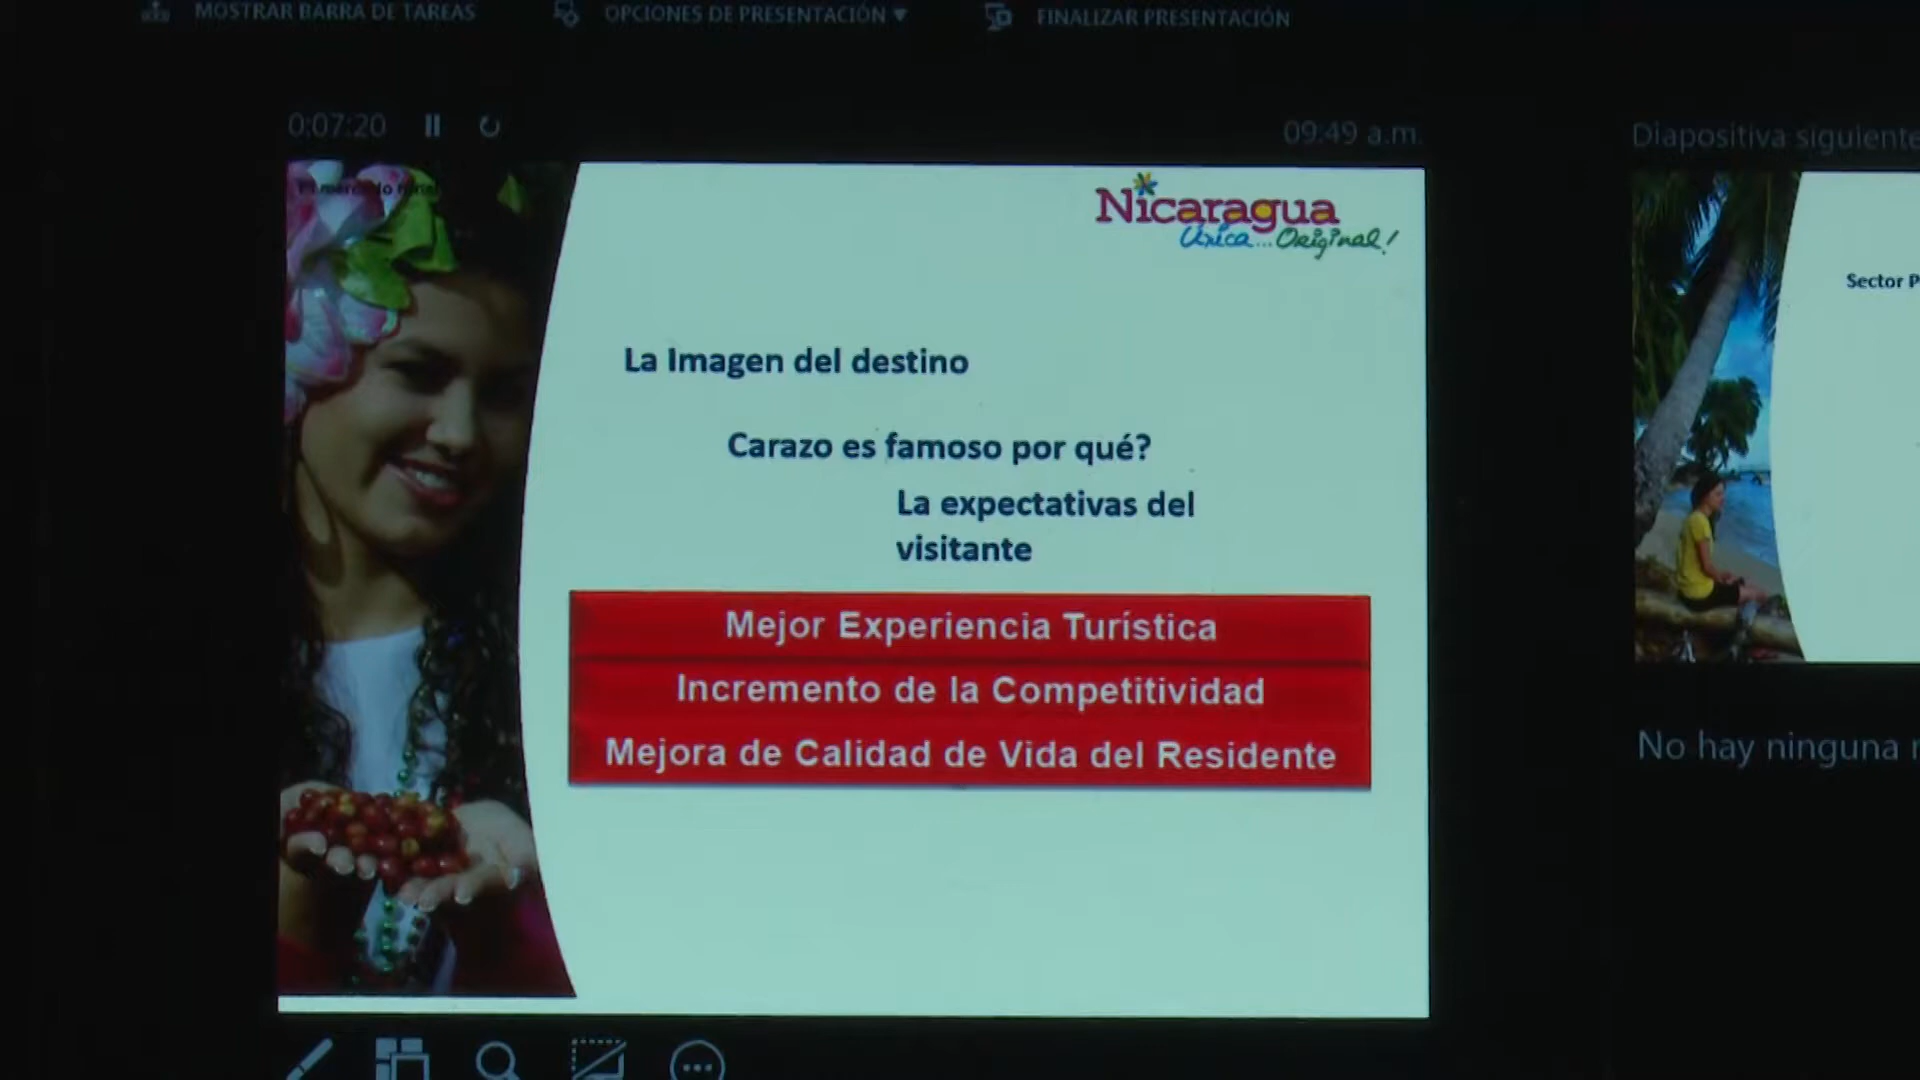 MOSTRAR BARRA DE TAREAS
OPCIONES DE PRESENTACIÓN
FINALIZAR PRESENTACIÓN
0:07:20
09:49 a.m.
Diapositiva siguiente
Nicaragua
Única...Original!
La Imagen del destino
Carazo es famoso por qué?
La expectativas del
visitante
Mejor Experiencia Turística
Incremento de la Competitividad
Mejora de Calidad de Vida del Residente
Sector P
No hay ninguna